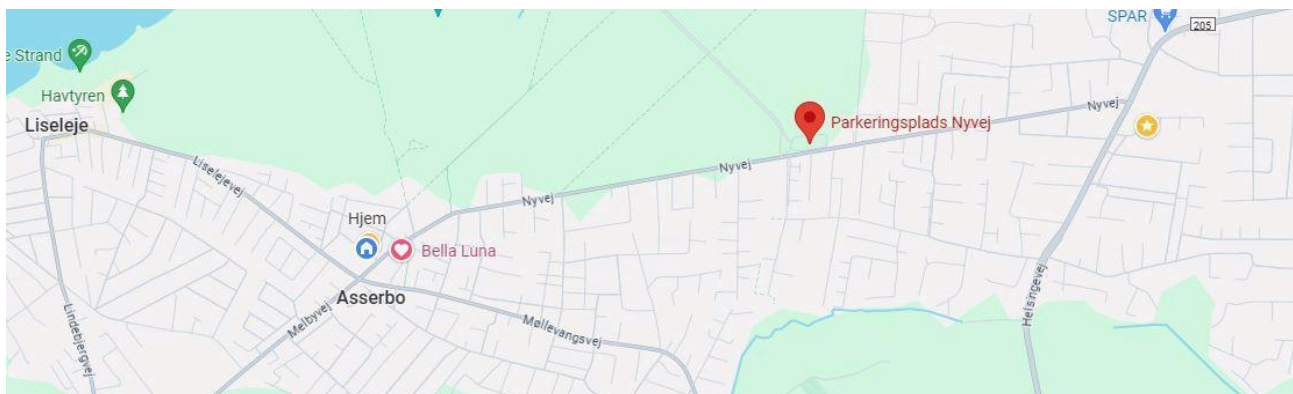 SPAR
205
e Strand
Havtyren
Liseleje
Nyvej
Parkeringsplads Nyvej
Liselejevej
Nyvej
Nyvej
Hjem
Bella Luna
Asserbo
Melbyvej
Møllevangsvej
Lindebjergvej
Helsingevej